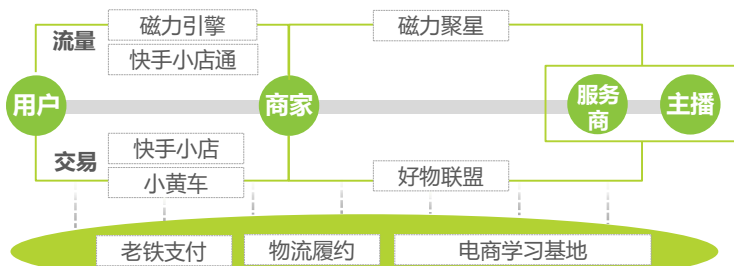 流量
磁力引擎
磁力聚星
快手小店通
用户
商家
服务
商
主播
交易
快手小店
小黄车
好物联盟
老铁支付
物流履约
电商学习基地